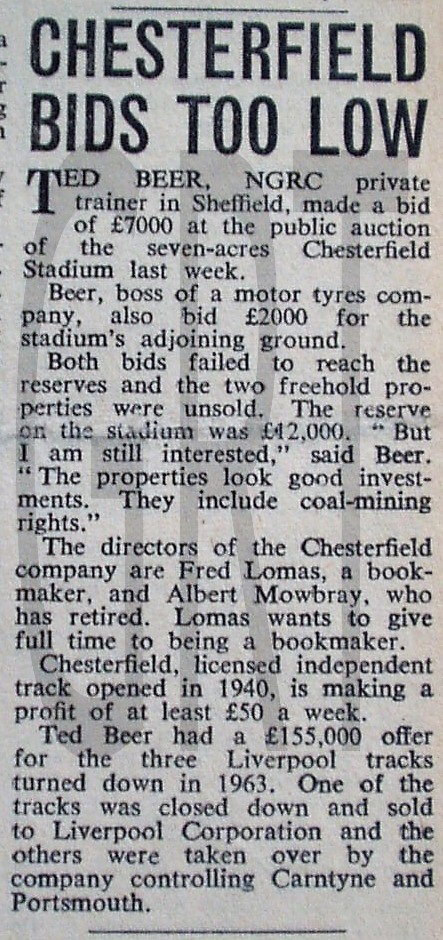 CHESTERFIELD
BIDS TOO LOW
TED BEER, NGRC private
trainer in Sheffield, made a bid
of £7000 at the public auction
of the seven-acres Chesterfield
Stadium last week.
Beer, boss of a motor tyres com-
pany, also bid £2000 for the
stadium's adjoining ground.
Both bids failed to reach the
reserves and the two freehold pro-
perties were unsold. The reserve
on the stadium was £12,000. " But
I am still interested," said Beer.
" The properties look good invest-
ments. They include coal-mining
rights."
The directors of the Chesterfield
company are Fred Lomas, a book-
maker, and Albert Mowbray, who
has retired. Lomas wants to give
full time to being a bookmaker.
Chesterfield, licensed independent
track opened in 1940, is making a
profit of at least £50 a week.
Ted Beer had a £155,000 offer
for the three Liverpool tracks
turned down in 1963. One of the
tracks was closed down and sold
to Liverpool Corporation and the
others were taken over by the
company controlling Carntyne and
Portsmouth.